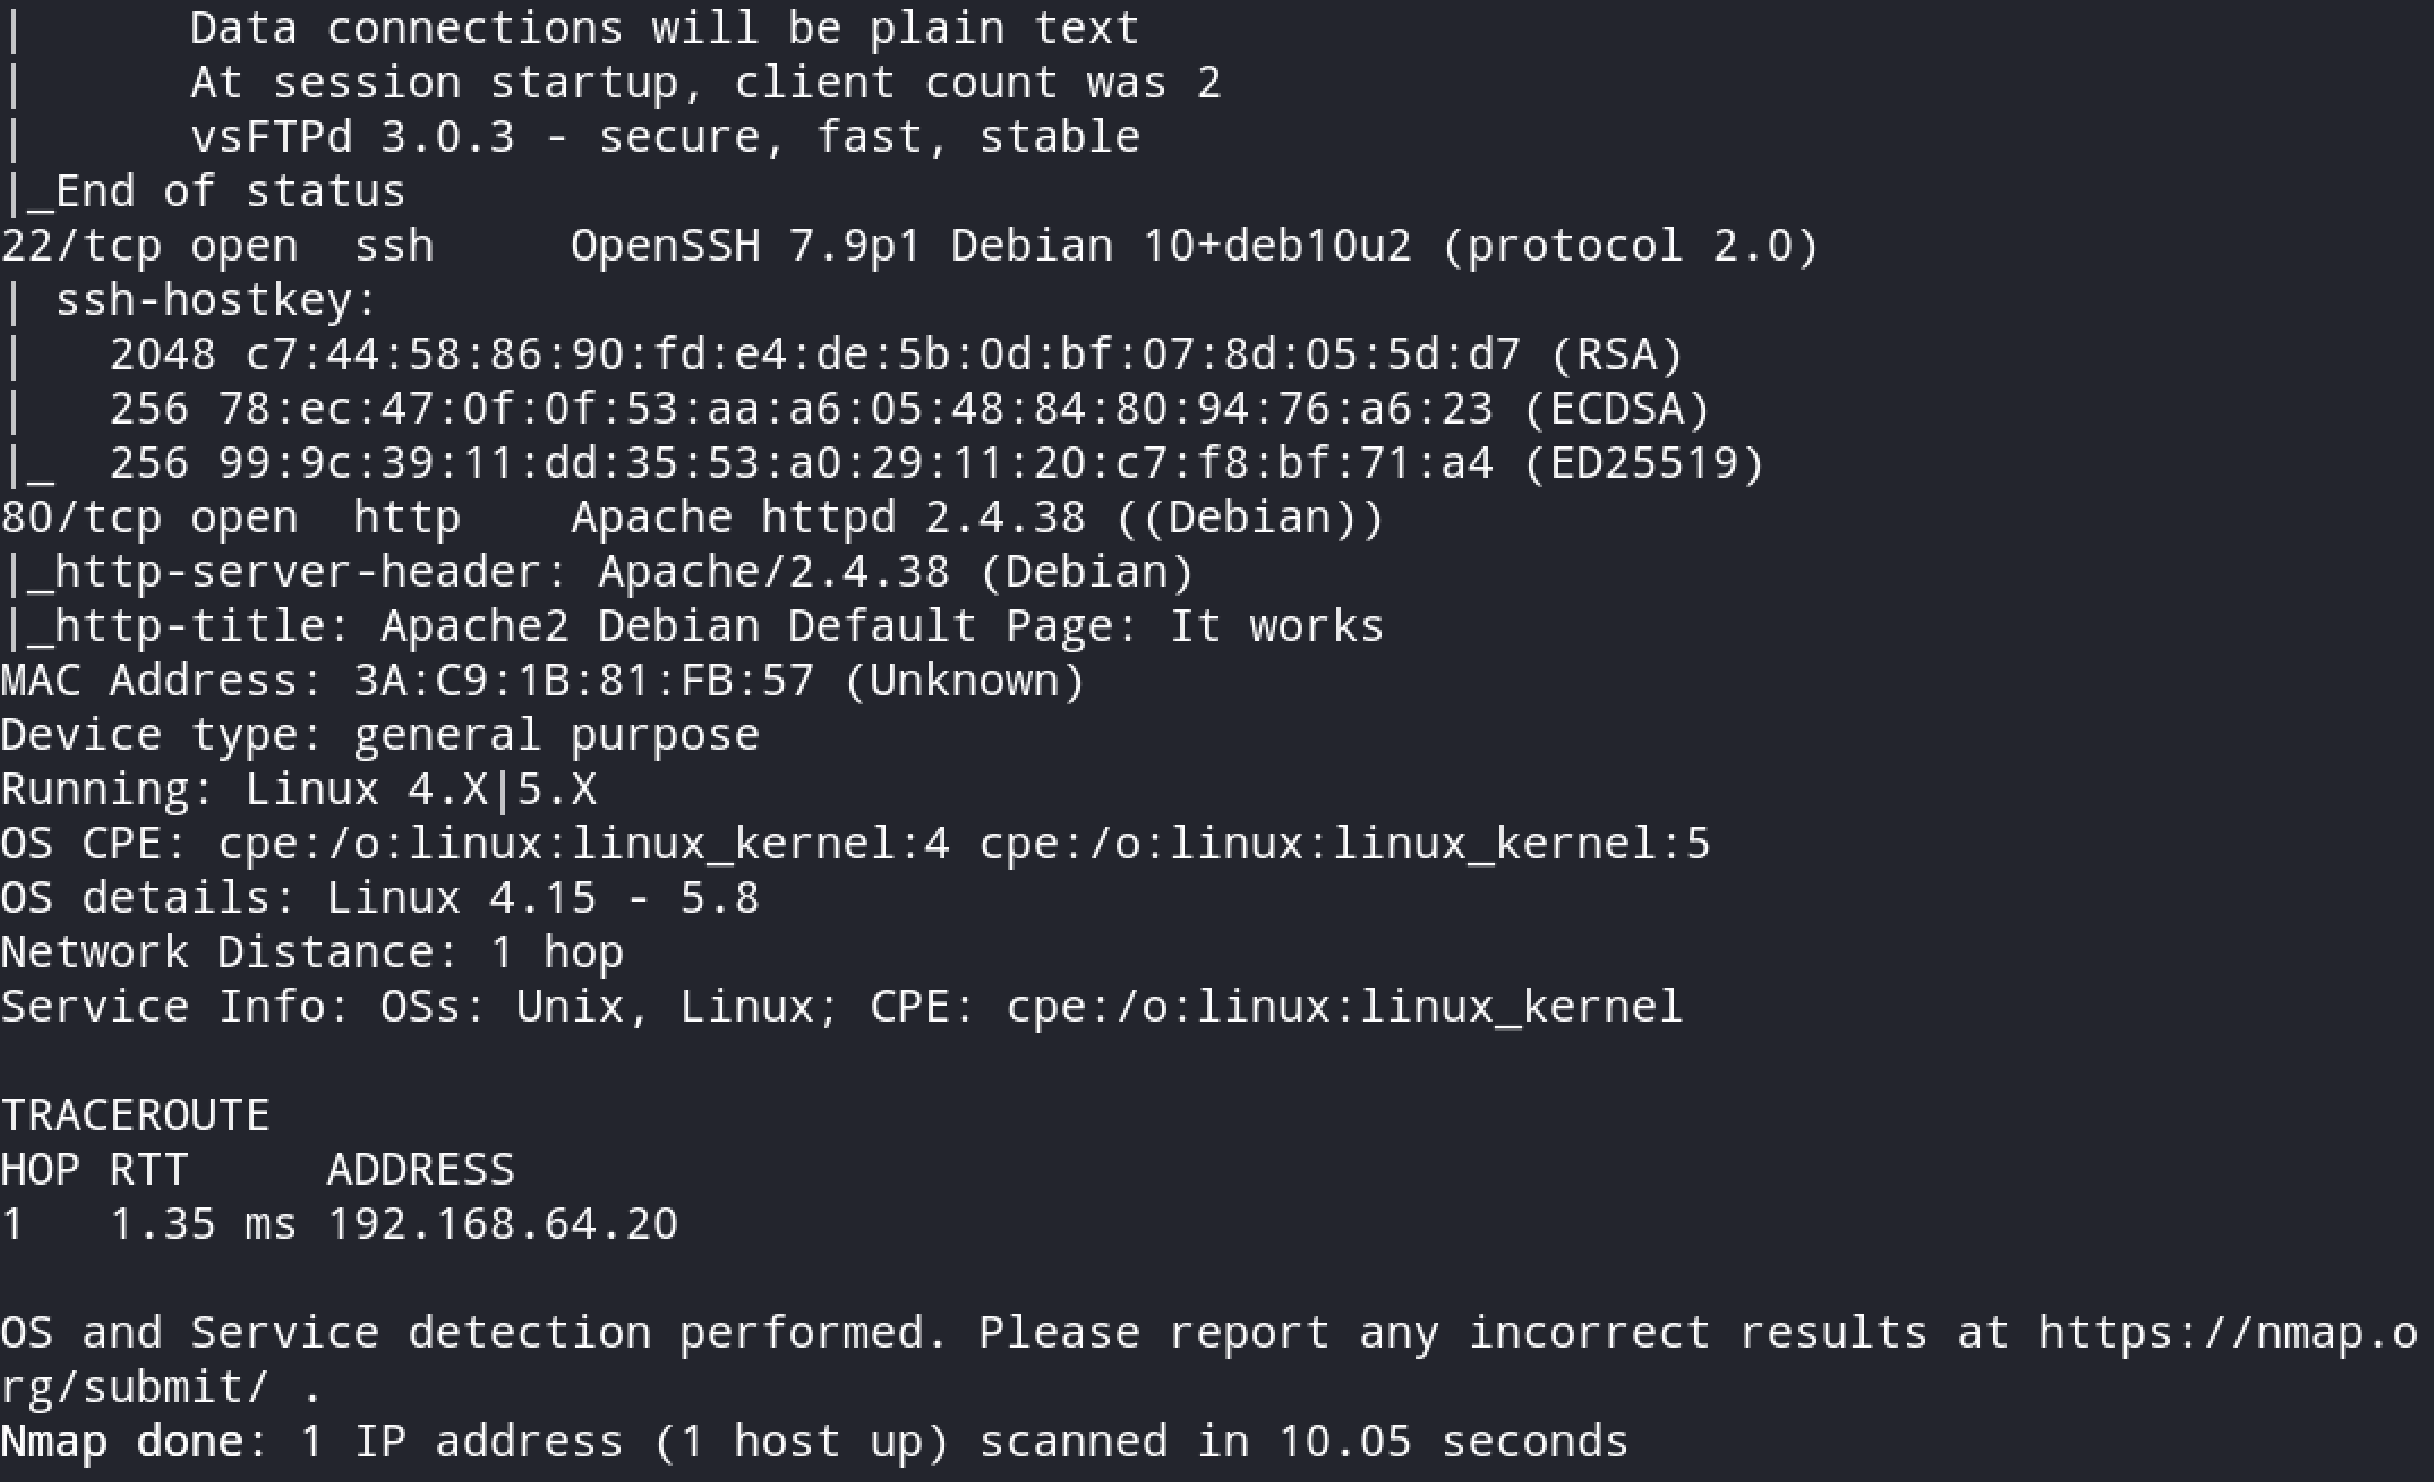 |      Data connections will be plain text
|      At session startup, client count was 2
|      vsFTPd 3.0.3 - secure, fast, stable
|_End of status
22/tcp open  ssh     OpenSSH 7.9p1 Debian 10+deb10u2 (protocol 2.0)
| ssh-hostkey:
|   2048 c7:44:58:86:90:fd:e4:de:5b:0d:bf:07:8d:05:5d:d7 (RSA)
|   256 78:ec:47:0f:0f:53:aa:a6:05:48:84:80:94:76:a6:23 (ECDSA)
|_  256 99:9c:39:11:dd:35:53:a0:29:11:20:c7:f8:bf:71:a4 (ED25519)
80/tcp open  http    Apache httpd 2.4.38 ((Debian))
|_http-server-header: Apache/2.4.38 (Debian)
|_http-title: Apache2 Debian Default Page: It works
MAC Address: 3A:C9:1B:81:FB:57 (Unknown)
Device type: general purpose
Running: Linux 4.X|5.X
OS CPE: cpe:/o:linux:linux_kernel:4 cpe:/o:linux:linux_kernel:5
OS details: Linux 4.15 - 5.8
Network Distance: 1 hop
Service Info: OSs: Unix, Linux; CPE: cpe:/o:linux:linux_kernel

TRACEROUTE
HOP RTT     ADDRESS
1   1.35 ms 192.168.64.20

OS and Service detection performed. Please report any incorrect results at https://nmap.o
rg/submit/ .
Nmap done: 1 IP address (1 host up) scanned in 10.05 seconds